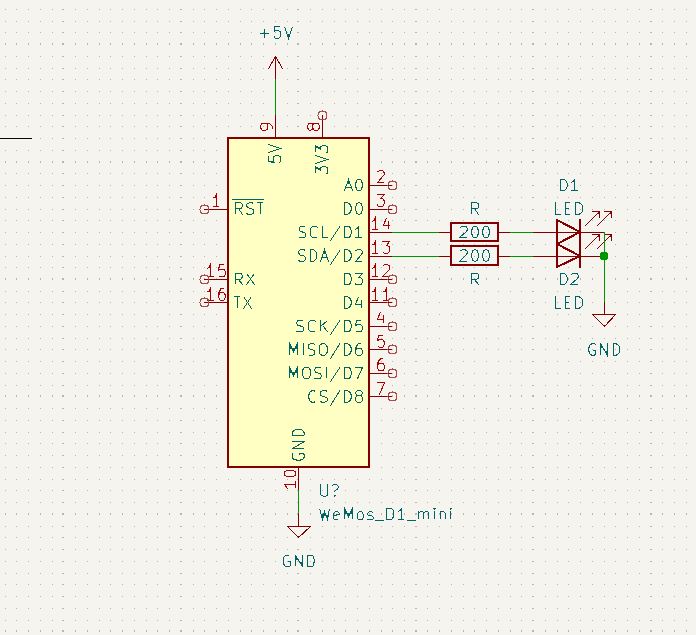 +5V
9
8
5V
3V3
A0
2
1
RST
D0
3
SCL/D1
14
SDA/D2
13
15
RX
D3
12
16
TX
D4
11
SCK/D5
4
MISO/D6
5
MOSI/D7
6
CS/D8
7
GND
10
U?
WeMos_D1_mini
GND
R
200
200
R
D1
LED
D2
LED
GND